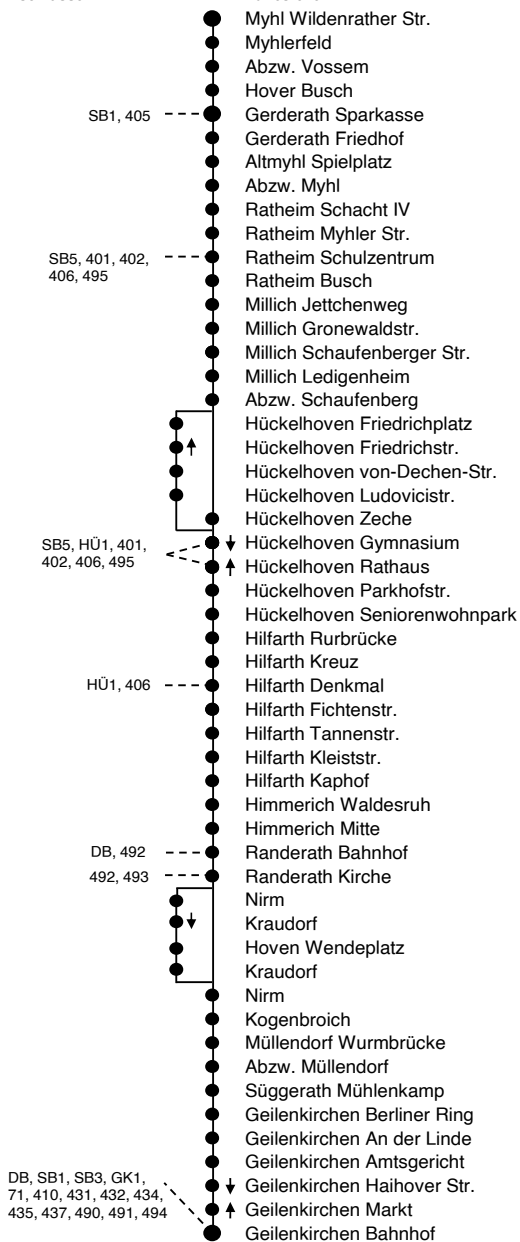 Myhl Wildenrather Str.
Myhlerfeld
Abzw. Vossem
Hover Busch
SB1, 405 Gerderath Sparkasse
Gerderath Friedhof
Altmyhl Spielplatz
Abzw. Myhl
Ratheim Schacht IV
Ratheim Myhler Str.
SB5, 401, 402, Ratheim Schulzentrum
406, 495
Ratheim Busch
Millich Jettchenweg
Millich Gronewaldstr.
Millich Schaufenberger Str.
Millich Ledigenheim
Abzw. Schaufenberg
Hückelhoven Friedrichplatz
Hückelhoven Friedrichstr.
Hückelhoven von-Dechen-Str.
Hückelhoven Ludovicistr.
Hückelhoven Zeche
SB5, HÜ1, 401, Hückelhoven Gymnasium
402, 406, 495 Hückelhoven Rathaus
Hückelhoven Parkhofstr.
Hückelhoven Seniorenwohnpark
Hilfarth Rurbrücke
Hilfarth Kreuz
HÜ1, 406 Hilfarth Denkmal
Hilfarth Fichtenstr.
Hilfarth Tannenstr.
Hilfarth Kleiststr.
Hilfarth Kaphof
Himmerich Waldesruh
Himmerich Mitte
DB, 492 Randerath Bahnhof
492, 493 Randerath Kirche
Nirm
Kraudorf
Hoven Wendeplatz
Kraudorf
Nirm
Kogenbroich
Müllendorf Wurmbrücke
Abzw. Müllendorf
Süggerath Mühlenkamp
Geilenkirchen Berliner Ring
Geilenkirchen An der Linde
Geilenkirchen Amtsgericht
DB, SB1, SB3, GK1, Geilenkirchen Haihover Str.
71, 410, 431, 432, 434,
435, 437, 490, 491, 494 Geilenkirchen Markt
Geilenkirchen Bahnhof